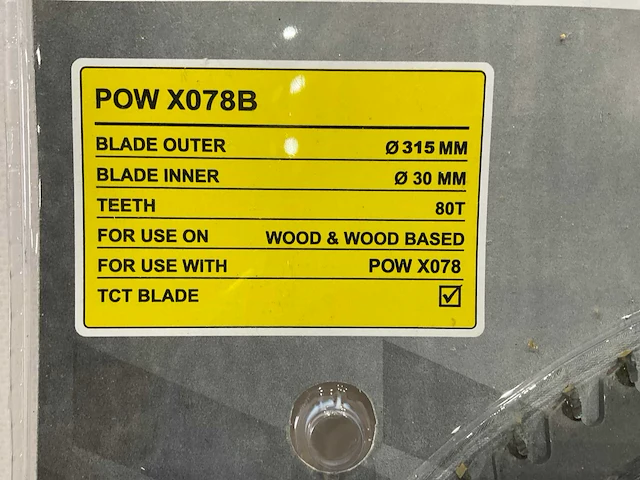 POW X078B
BLADE OUTER Ø 315 MM
BLADE INNER Ø 30 MM
TEETH 80T
FOR USE ON WOOD & WOOD BASED
FOR USE WITH POW X078
TCT BLADE ☑